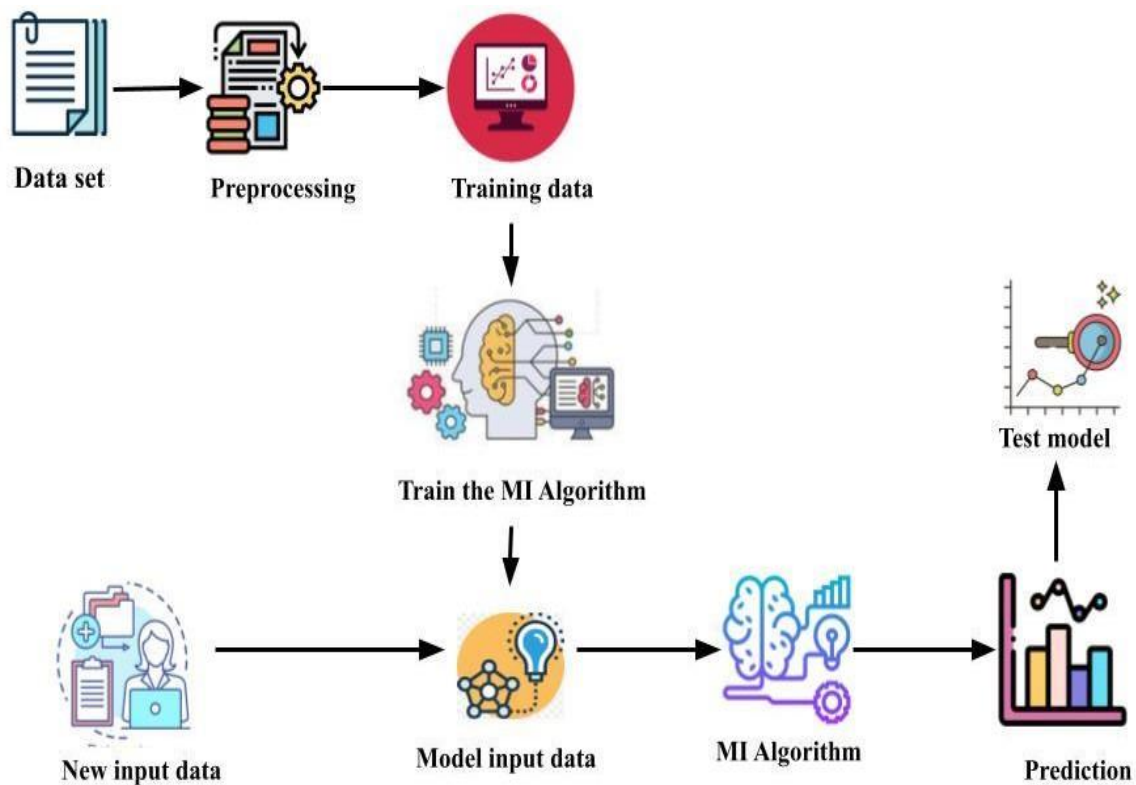 Data set
Preprocessing
Training data
Test model
Train the MI Algorithm
New input data
Model input data
MI Algorithm
Prediction